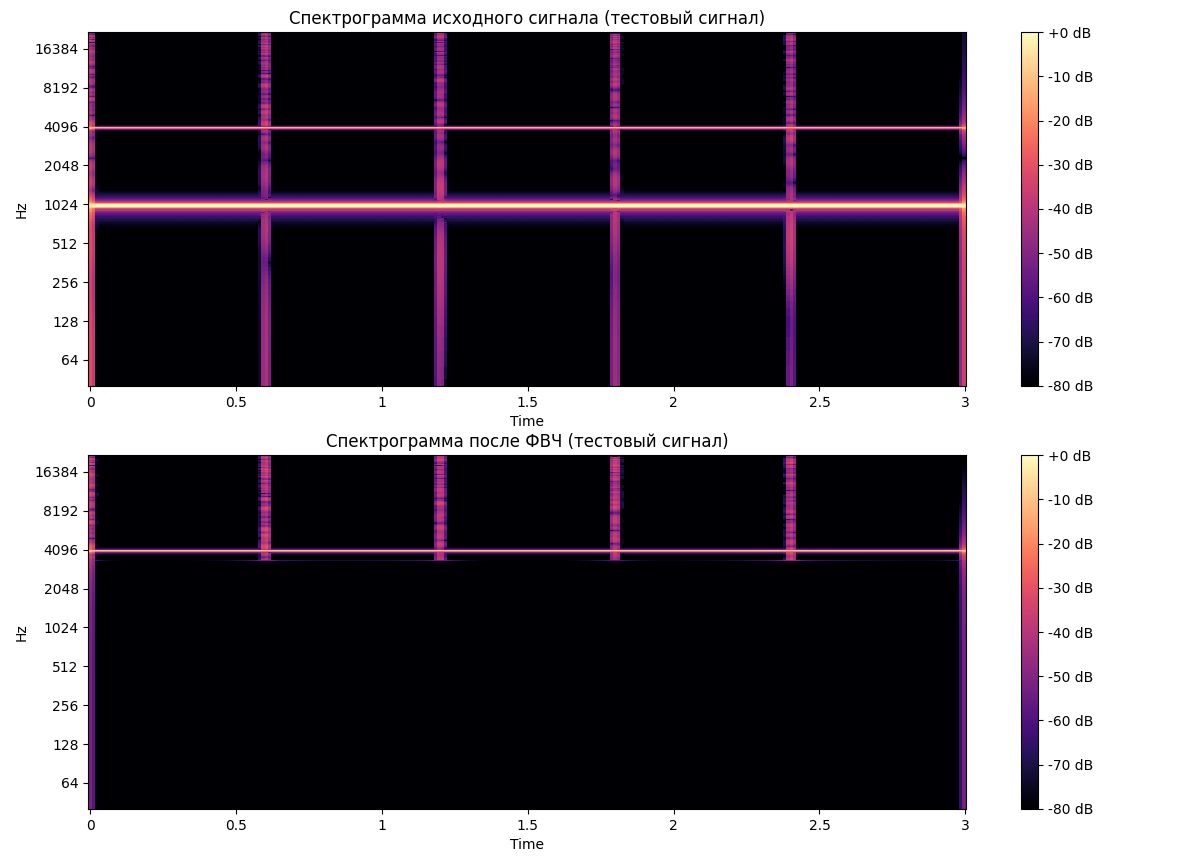 Спектрограмма исходного сигнала (тестовый сигнал)
16384
8192
4096
2048
1024
512
256
128
64
Hz
0 0.5 1 1.5 2 2.5 3
Time
+0 dB
-10 dB
-20 dB
-30 dB
-40 dB
-50 dB
-60 dB
-70 dB
-80 dB
Спектрограмма после ФВЧ (тестовый сигнал)
16384
8192
4096
2048
1024
512
256
128
64
Hz
0 0.5 1 1.5 2 2.5 3
Time
+0 dB
-10 dB
-20 dB
-30 dB
-40 dB
-50 dB
-60 dB
-70 dB
-80 dB